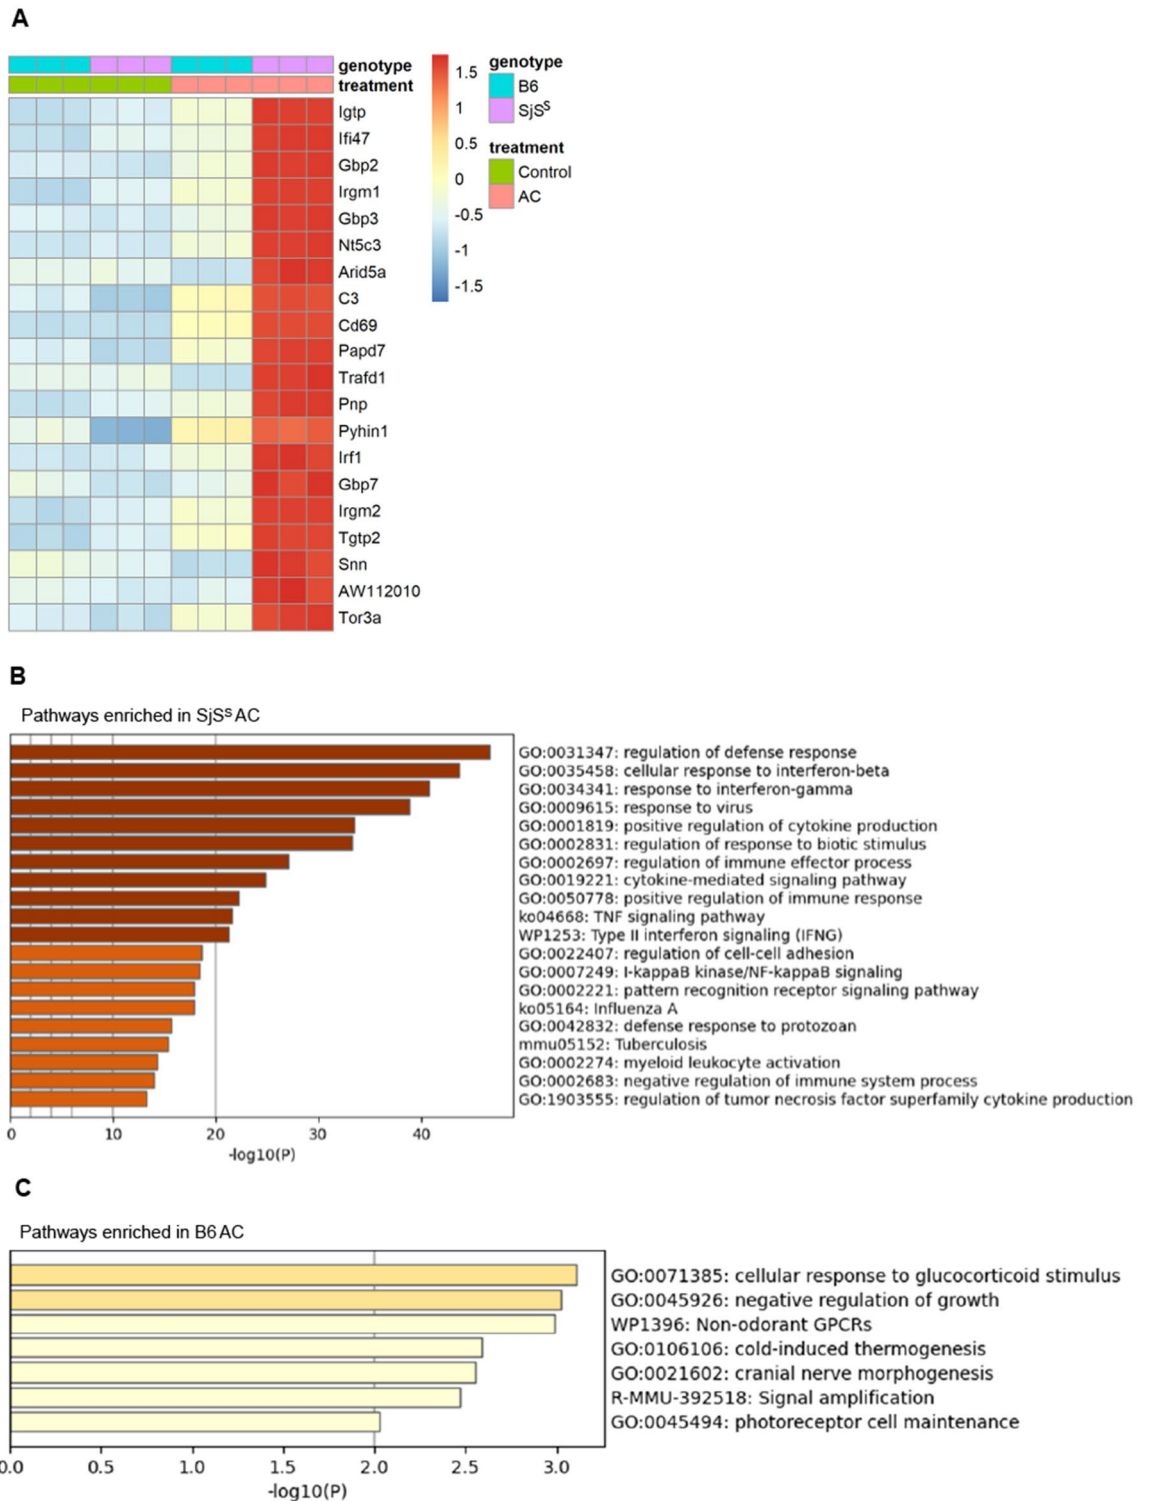 A
genotype
treatment
Igtp
Ifi47
Gbp2
Irgm1
Gbp3
Nt5c3
Arid5a
C3
Cd69
Papd7
Trafd1
Pnp
Pyhin1
Irf1
Gbp7
Irgm2
Tgtp2
Snn
AW112010
Tor3a
1.5
1
0.5
0
-0.5
-1
-1.5
genotype
B6
SjSˢ
treatment
Control
AC
B
Pathways enriched in SjSˢ AC
GO:0031347: regulation of defense response
GO:0035458: cellular response to interferon-beta
GO:0034341: response to interferon-gamma
GO:0009615: response to virus
GO:0001819: positive regulation of cytokine production
GO:0002831: regulation of response to biotic stimulus
GO:0002697: regulation of immune effector process
GO:0019221: cytokine-mediated signaling pathway
GO:0050778: positive regulation of immune response
ko04668: TNF signaling pathway
WP1253: Type II interferon signaling (IFNG)
GO:0022407: regulation of cell-cell adhesion
GO:0007249: I-kappaB kinase/NF-kappaB signaling
GO:0002221: pattern recognition receptor signaling pathway
ko05164: Influenza A
GO:0042832: defense response to protozoan
mmu05152: Tuberculosis
GO:0002274: myeloid leukocyte activation
GO:0002683: negative regulation of immune system process
GO:1903555: regulation of tumor necrosis factor superfamily cytokine production
0 10 20 30 40
-log10(P)
C
Pathways enriched in B6 AC
GO:0071385: cellular response to glucocorticoid stimulus
GO:0045926: negative regulation of growth
WP1396: Non-odorant GPCRs
GO:0106106: cold-induced thermogenesis
GO:0021602: cranial nerve morphogenesis
R-MMU-392518: Signal amplification
GO:0045494: photoreceptor cell maintenance
0.0 0.5 1.0 1.5 2.0 2.5 3.0
-log10(P)